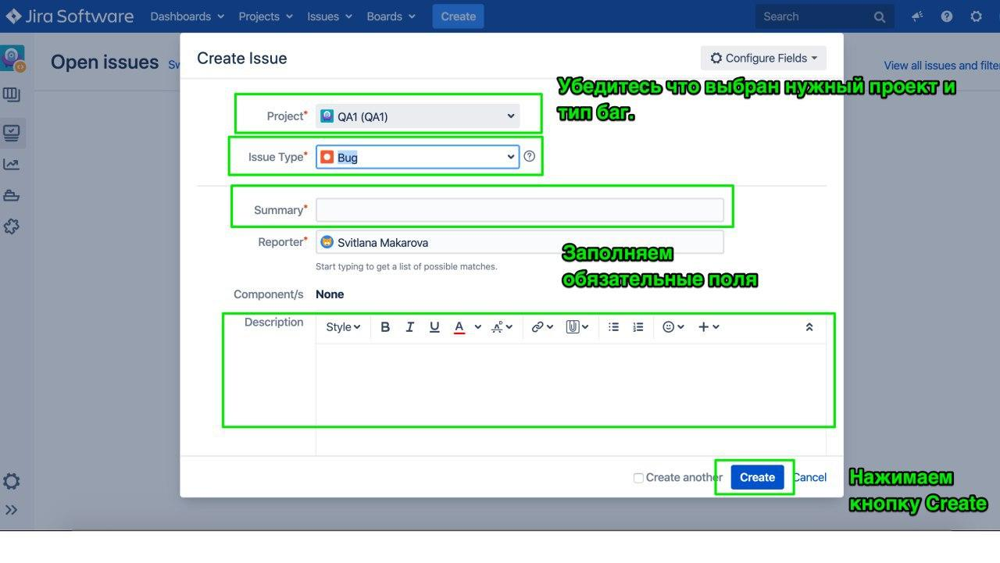 Jira Software Dashboards Projects Issues Boards Create Search
Open issues Sw
View all issues and filter
Create Issue
Configure Fields
Убедитесь что выбран нужный проект и
тип баг.
Project* QA1 (QA1)
Issue Type* Bug
Summary*
Reporter* Svitlana Makarova
Start typing to get a list of possible matches.
Заполняем
обязательные поля
Component/s None
Description
Style B I U A
Create another Create Cancel
Нажимаем
кнопку Create